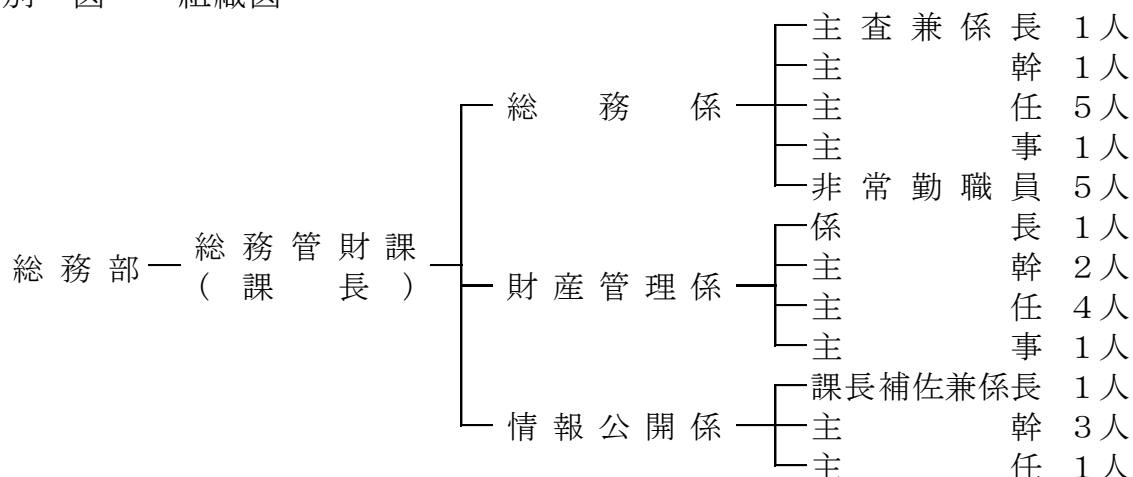 別図 組織図
主査兼係長 1人
主幹 1人
総務係
主任 5人
主事 1人
非常勤職員 5人
係長 1人
総務部
総務管財課
(課長)
財産管理係
主幹 2人
主任 4人
主事 1人
課長補佐兼係長 1人
情報公開係
主幹 3人
主任 1人